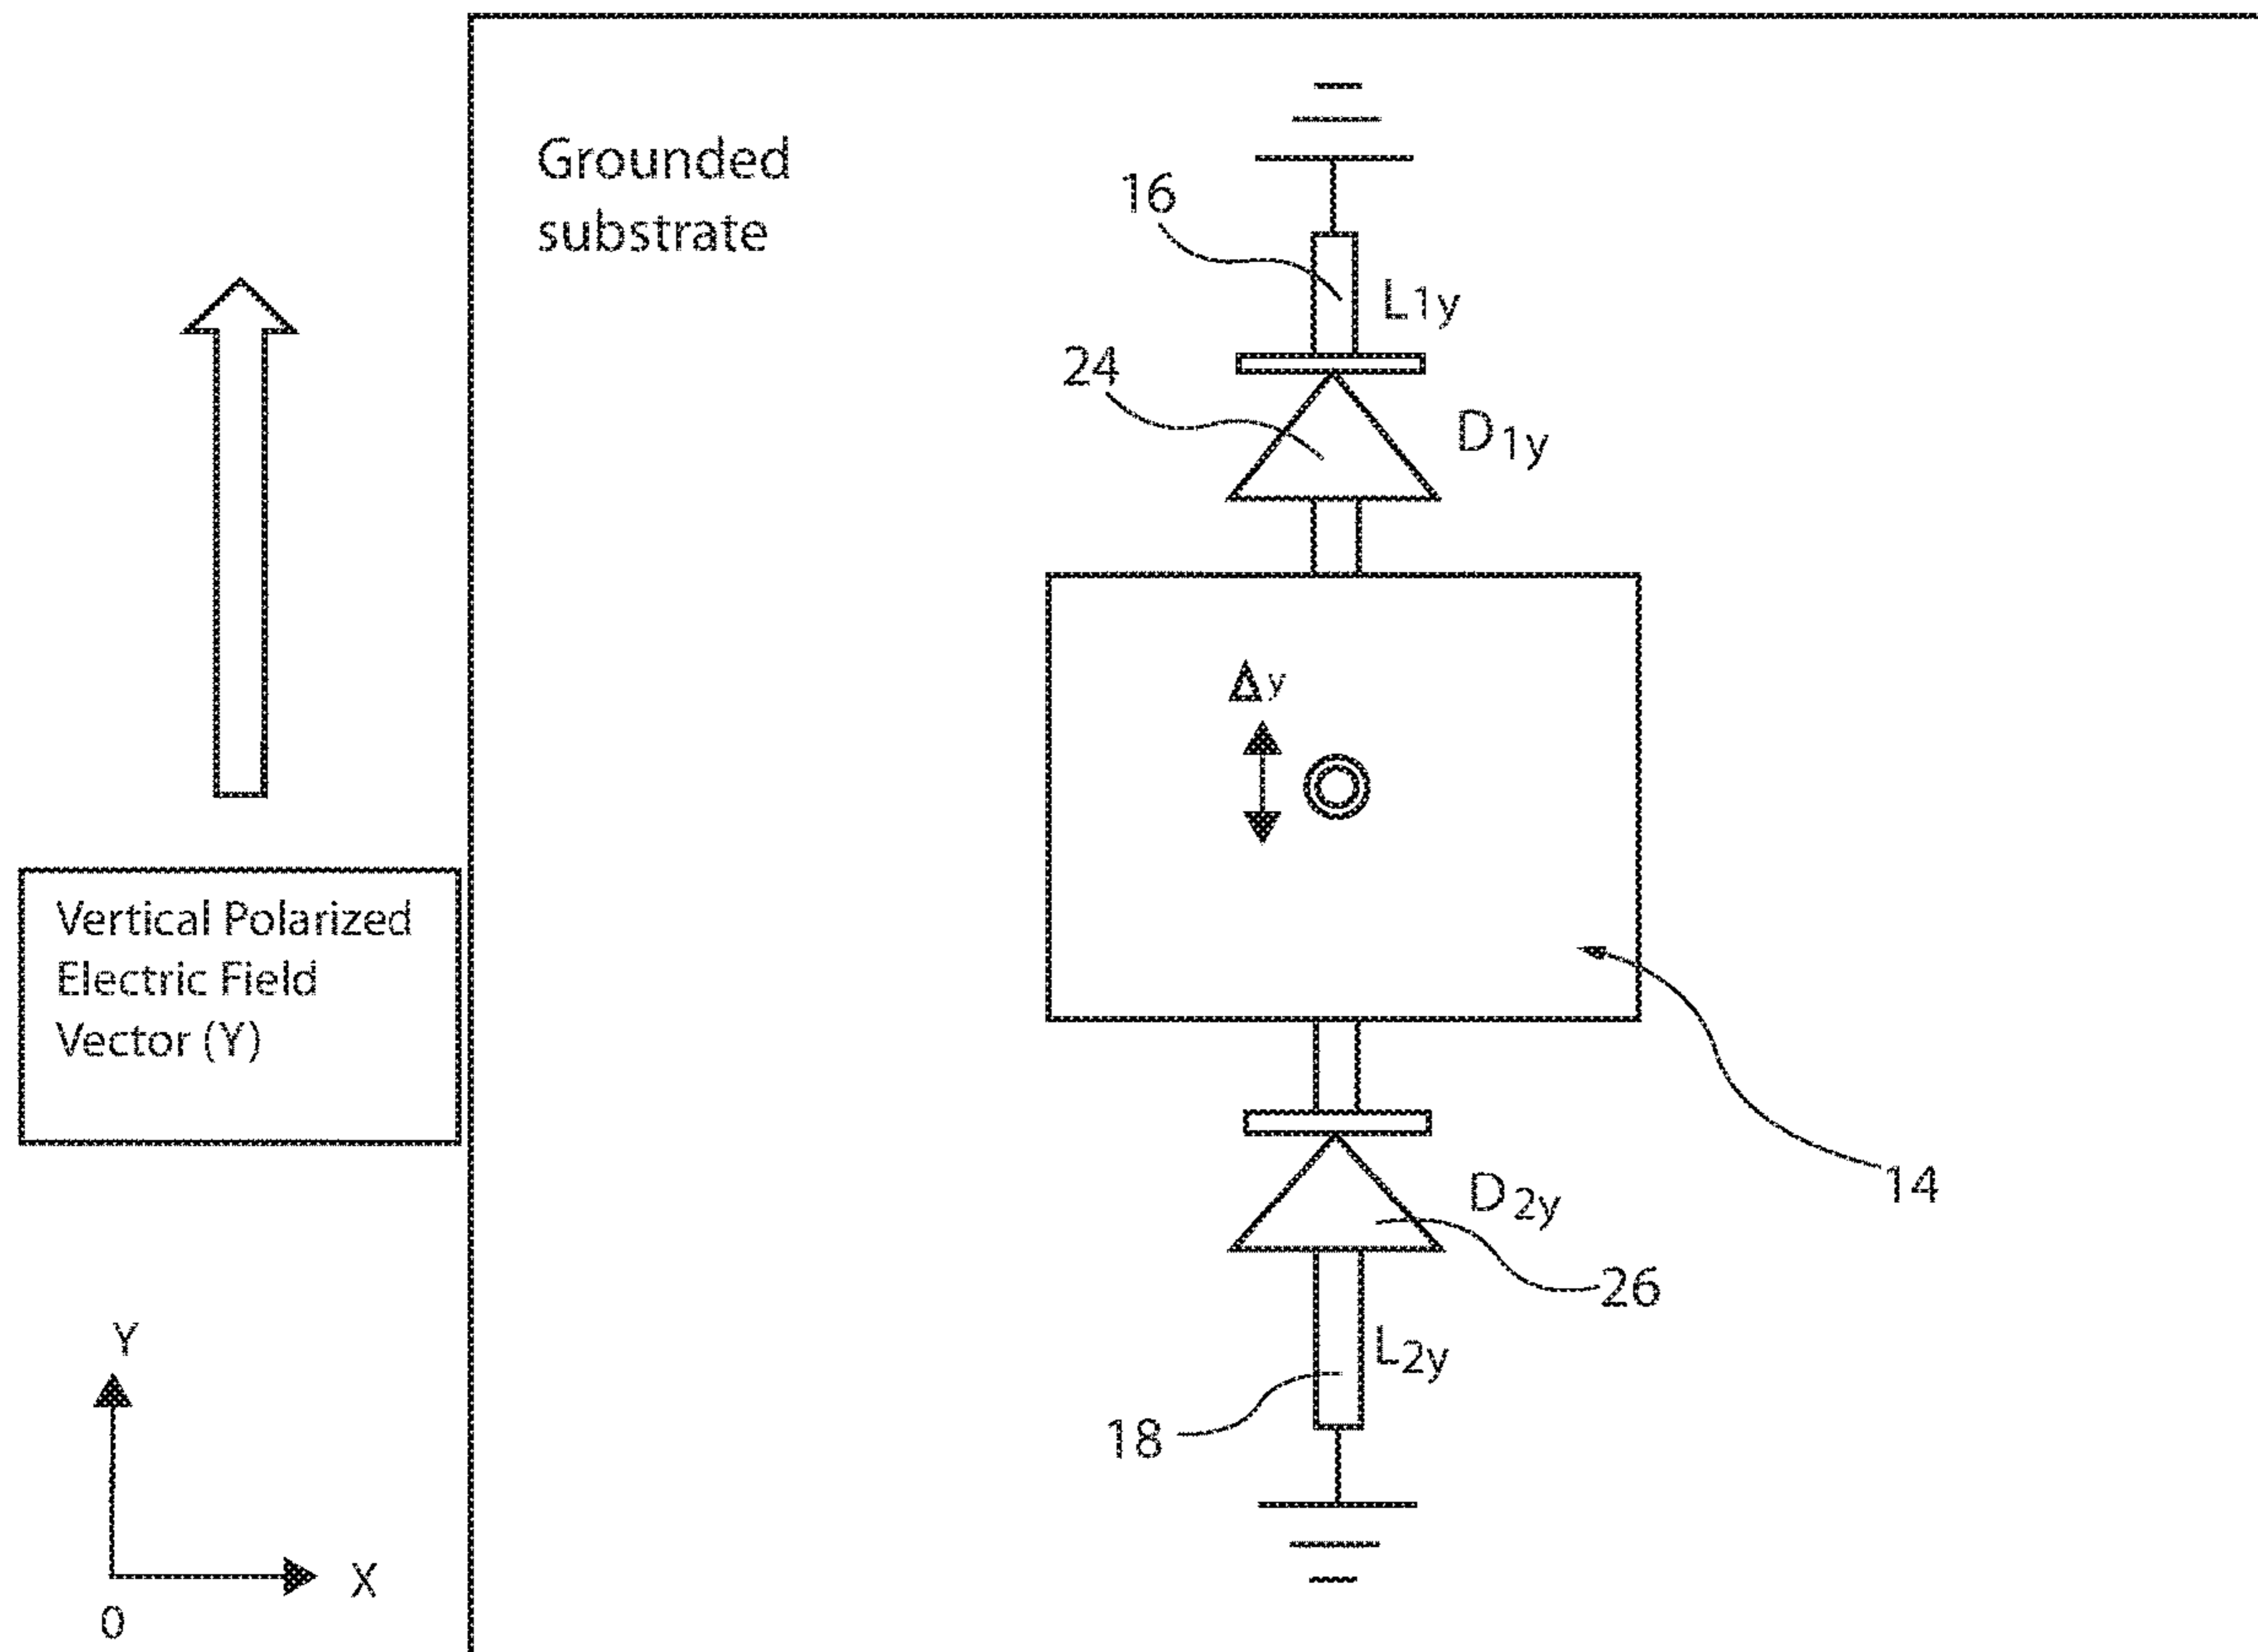 Grounded
substrate
16
L1y
24
D1y
Δy
Vertical Polarized
Electric Field
Vector (Y)
14
D2y
26
L2y
18
Y
X
0